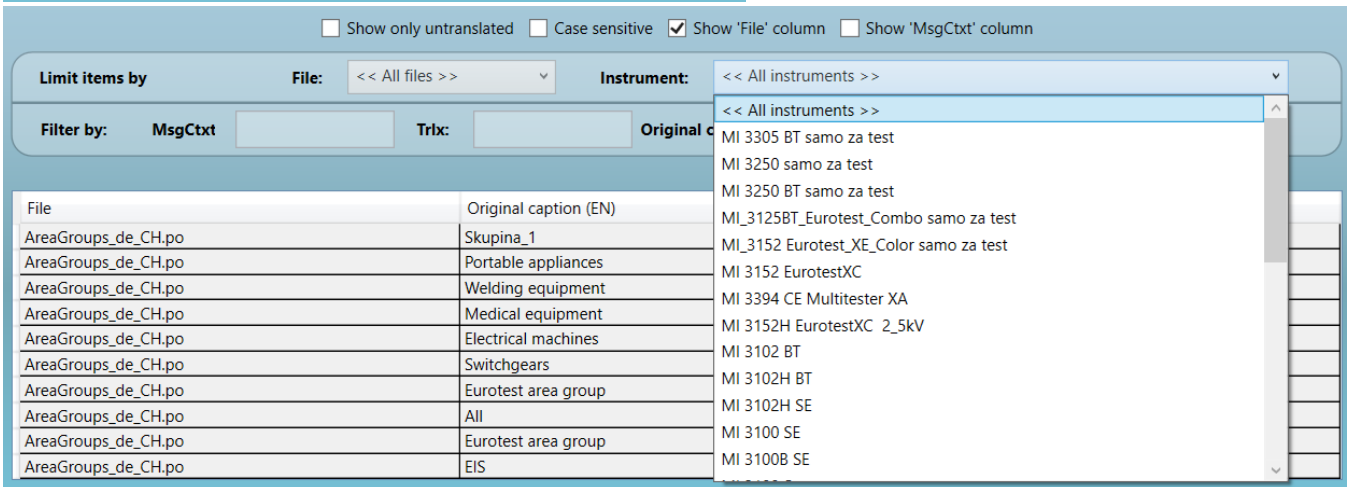 Show only untranslated Case sensitive Show 'File' column Show 'MsgCtxt' column
Limit items by File: << All files >> Instrument: << All instruments >>
Filter by: MsgCtxt Trlx: Original
<< All instruments >>
MI 3305 BT samo za test
MI 3250 samo za test
MI 3250 BT samo za test
MI_3125BT_Eurotest_Combo samo za test
MI_3152 Eurotest_XE_Color samo za test
MI 3152 EurotestXC
MI 3394 CE Multitester XA
MI 3152H EurotestXC 2_5kV
MI 3102 BT
MI 3102H BT
MI 3102H SE
MI 3100 SE
MI 3100B SE
File Original caption (EN)
AreaGroups_de_CH.po Skupina_1
AreaGroups_de_CH.po Portable appliances
AreaGroups_de_CH.po Welding equipment
AreaGroups_de_CH.po Medical equipment
AreaGroups_de_CH.po Electrical machines
AreaGroups_de_CH.po Switchgears
AreaGroups_de_CH.po Eurotest area group
AreaGroups_de_CH.po All
AreaGroups_de_CH.po Eurotest area group
AreaGroups_de_CH.po EIS